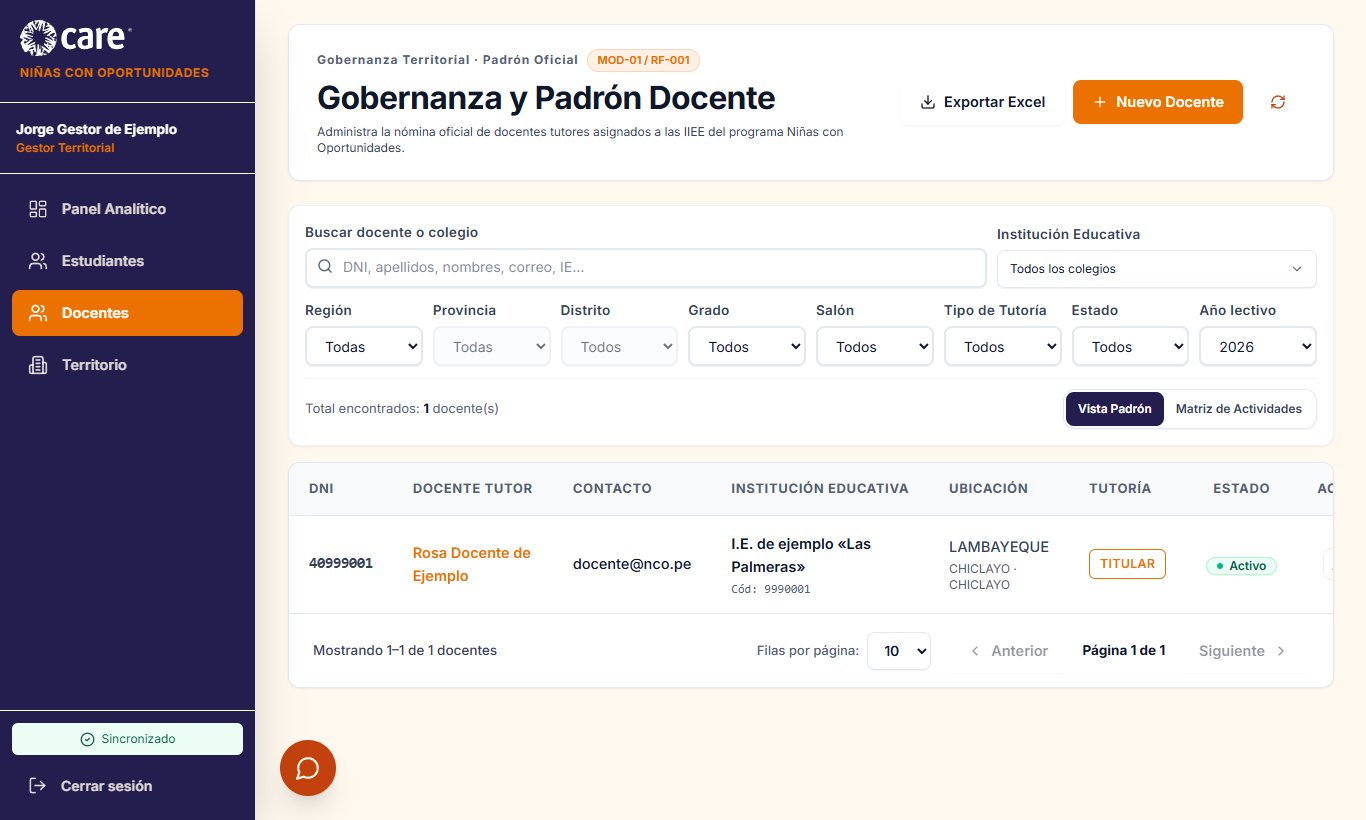 care
NIÑAS CON OPORTUNIDADES
Jorge Gestor de Ejemplo
Gestor Territorial
Panel Analítico
Estudiantes
Docentes
Territorio
Sincronizado
Cerrar sesión
Gobernanza Territorial · Padrón Oficial MOD-01 / RF-001
Gobernanza y Padrón Docente
Administra la nómina oficial de docentes tutores asignados a las IIEE del programa Niñas con
Oportunidades.
Exportar Excel
+ Nuevo Docente
Buscar docente o colegio
DNI, apellidos, nombres, correo, IE...
Institución Educativa
Todos los colegios
Región Provincia Distrito Grado Salón Tipo de Tutoría Estado Año lectivo
Todas Todas Todos Todos Todos Todos Todos 2026
Total encontrados: 1 docente(s)
Vista Padrón Matriz de Actividades
DNI DOCENTE TUTOR CONTACTO INSTITUCIÓN EDUCATIVA UBICACIÓN TUTORÍA ESTADO
40999001
Rosa Docente de
Ejemplo
docente@nco.pe
I.E. de ejemplo «Las
Palmeras»
Cód: 9990001
LAMBAYEQUE
CHICLAYO ·
CHICLAYO
TITULAR
Activo
Mostrando 1–1 de 1 docentes
Filas por página: 10
Anterior Página 1 de 1 Siguiente